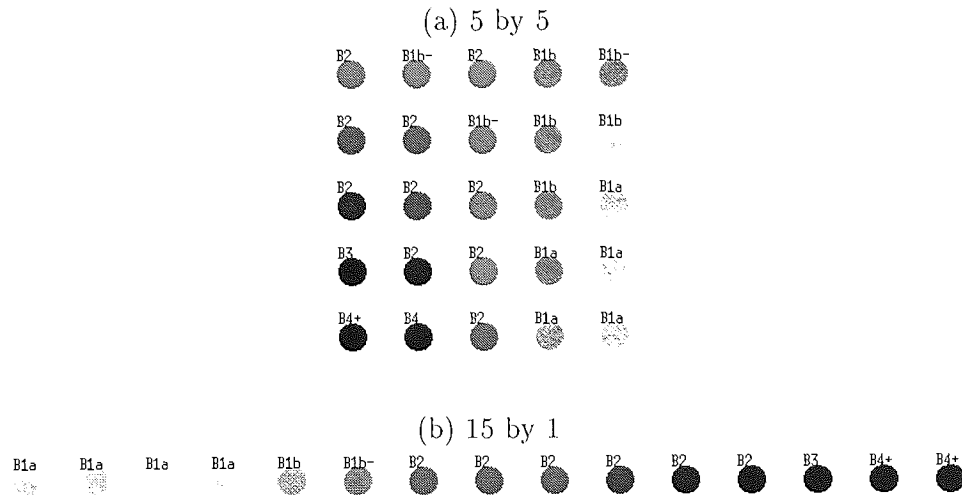 (a) 5 by 5
B2 B1b- B2 B1b B1b-
B2 B2 B1b- B1b B1b
B2 B2 B2 B1b B1a
B3 B2 B2 B1a B1a
B4+ B4 B2 B1a B1a
(b) 15 by 1
B1a B1a B1a B1a B1b B1b- B2 B2 B2 B2 B2 B2 B3 B4+ B4+